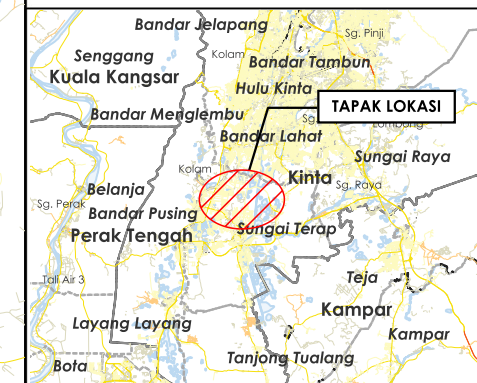 Bandar Jelapang
Sg. Pinji
Senggang
Kolam
Bandar Tambun
Kuala Kangsar
Hulu Kinta
TAPAK LOKASI
Bandar Menglembu
Sg.
Lombong
Bandar Lahat
Sungai Raya
Kolam
Kinta
Sg. Raya
Belanja
Sg. Perak
Bandar Pusing
Sungai Terap
Perak Tengah
Tali Air 3
Teja
Kampar
Layang Layang
Kampar
Tanjong Tualang
Bota